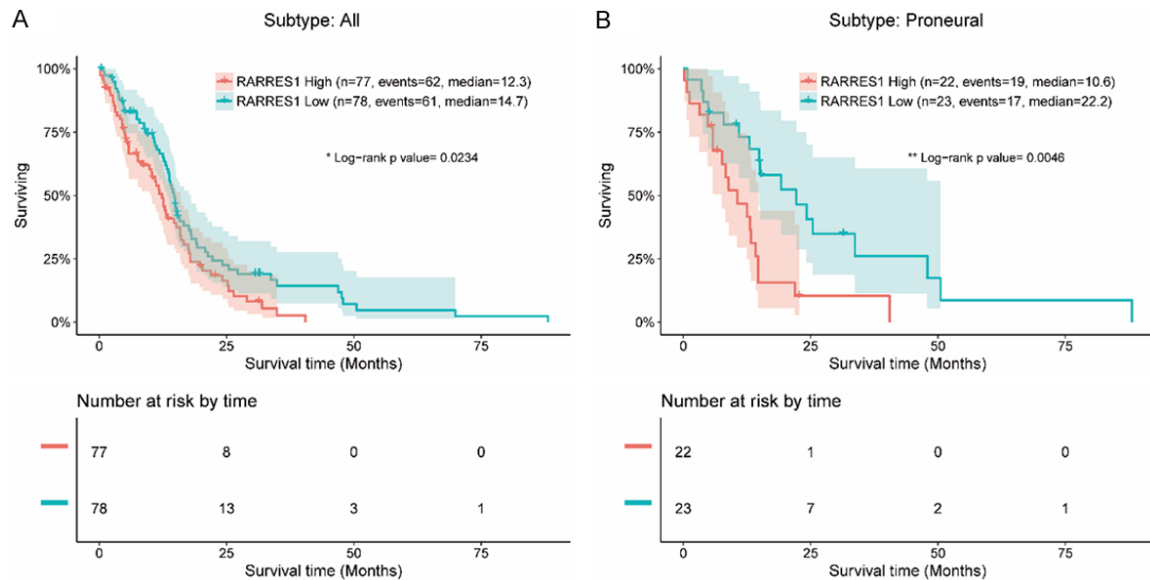 A
Subtype: All
RARRES1 High (n=77, events=62, median=12.3)
RARRES1 Low (n=78, events=61, median=14.7)
* Log-rank p value= 0.0234
100%
75%
50%
25%
0%
Surviving
0 25 50 75
Survival time (Months)
Number at risk by time
77 8 0 0
78 13 3 1
0 25 50 75
Survival time (Months)
B
Subtype: Proneural
RARRES1 High (n=22, events=19, median=10.6)
RARRES1 Low (n=23, events=17, median=22.2)
** Log-rank p value= 0.0046
100%
75%
50%
25%
0%
Surviving
0 25 50 75
Survival time (Months)
Number at risk by time
22 1 0 0
23 7 2 1
0 25 50 75
Survival time (Months)